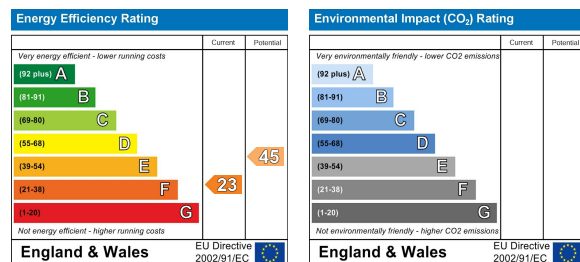 Energy Efficiency Rating
Current Potential
Very energy efficient - lower running costs
(92 plus) A
(81-91) B
(69-80) C
(55-68) D
(39-54) E
(21-38) F
(1-20) G
23
45
Not energy efficient - higher running costs
England & Wales
EU Directive
2002/91/EC
Environmental Impact (CO2) Rating
Current Potential
Very environmentally friendly - lower CO2 emissions
(92 plus) A
(81-91) B
(69-80) C
(55-68) D
(39-54) E
(21-38) F
(1-20) G
Not environmentally friendly - higher CO2 emissions
England & Wales
EU Directive
2002/91/EC